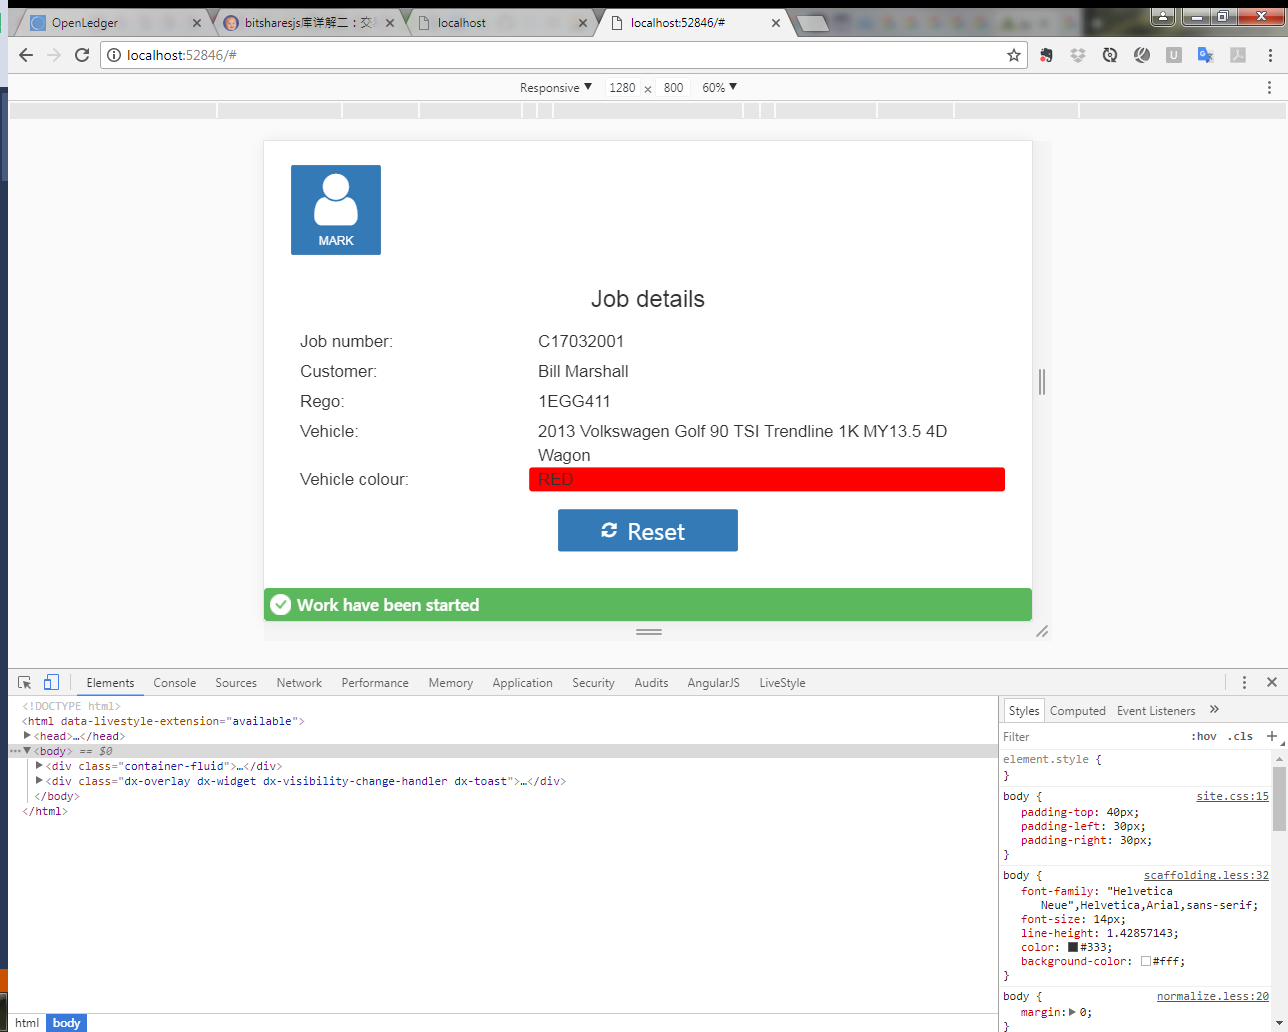 OpenLedger
bitsharesjs库详解二：交
localhost
localhost:52846/#
localhost:52846/#
Responsive ▼ 1280 × 800 60% ▼
MARK
Job details
Job number: C17032001
Customer: Bill Marshall
Rego: 1EGG411
Vehicle: 2013 Volkswagen Golf 90 TSI Trendline 1K MY13.5 4D
Wagon
Vehicle colour: RED
Reset
Work have been started
Elements Console Sources Network Performance Memory Application Security Audits AngularJS LiveStyle
<!DOCTYPE html>
<html data-livestyle-extension="available">
▶<head>…</head>
…▼<body> == $0
▶<div class="container-fluid">…</div>
▶<div class="dx-overlay dx-widget dx-visibility-change-handler dx-toast">…</div>
</body>
</html>
html body
Styles Computed Event Listeners »
Filter :hov .cls +
element.style {
}
body { site.css:15
padding-top: 40px;
padding-left: 30px;
padding-right: 30px;
}
body { scaffolding.less:32
font-family: "Helvetica
Neue",Helvetica,Arial,sans-serif;
font-size: 14px;
line-height: 1.42857143;
color: #333;
background-color: #fff;
}
body { normalize.less:20
margin:▶0;
}